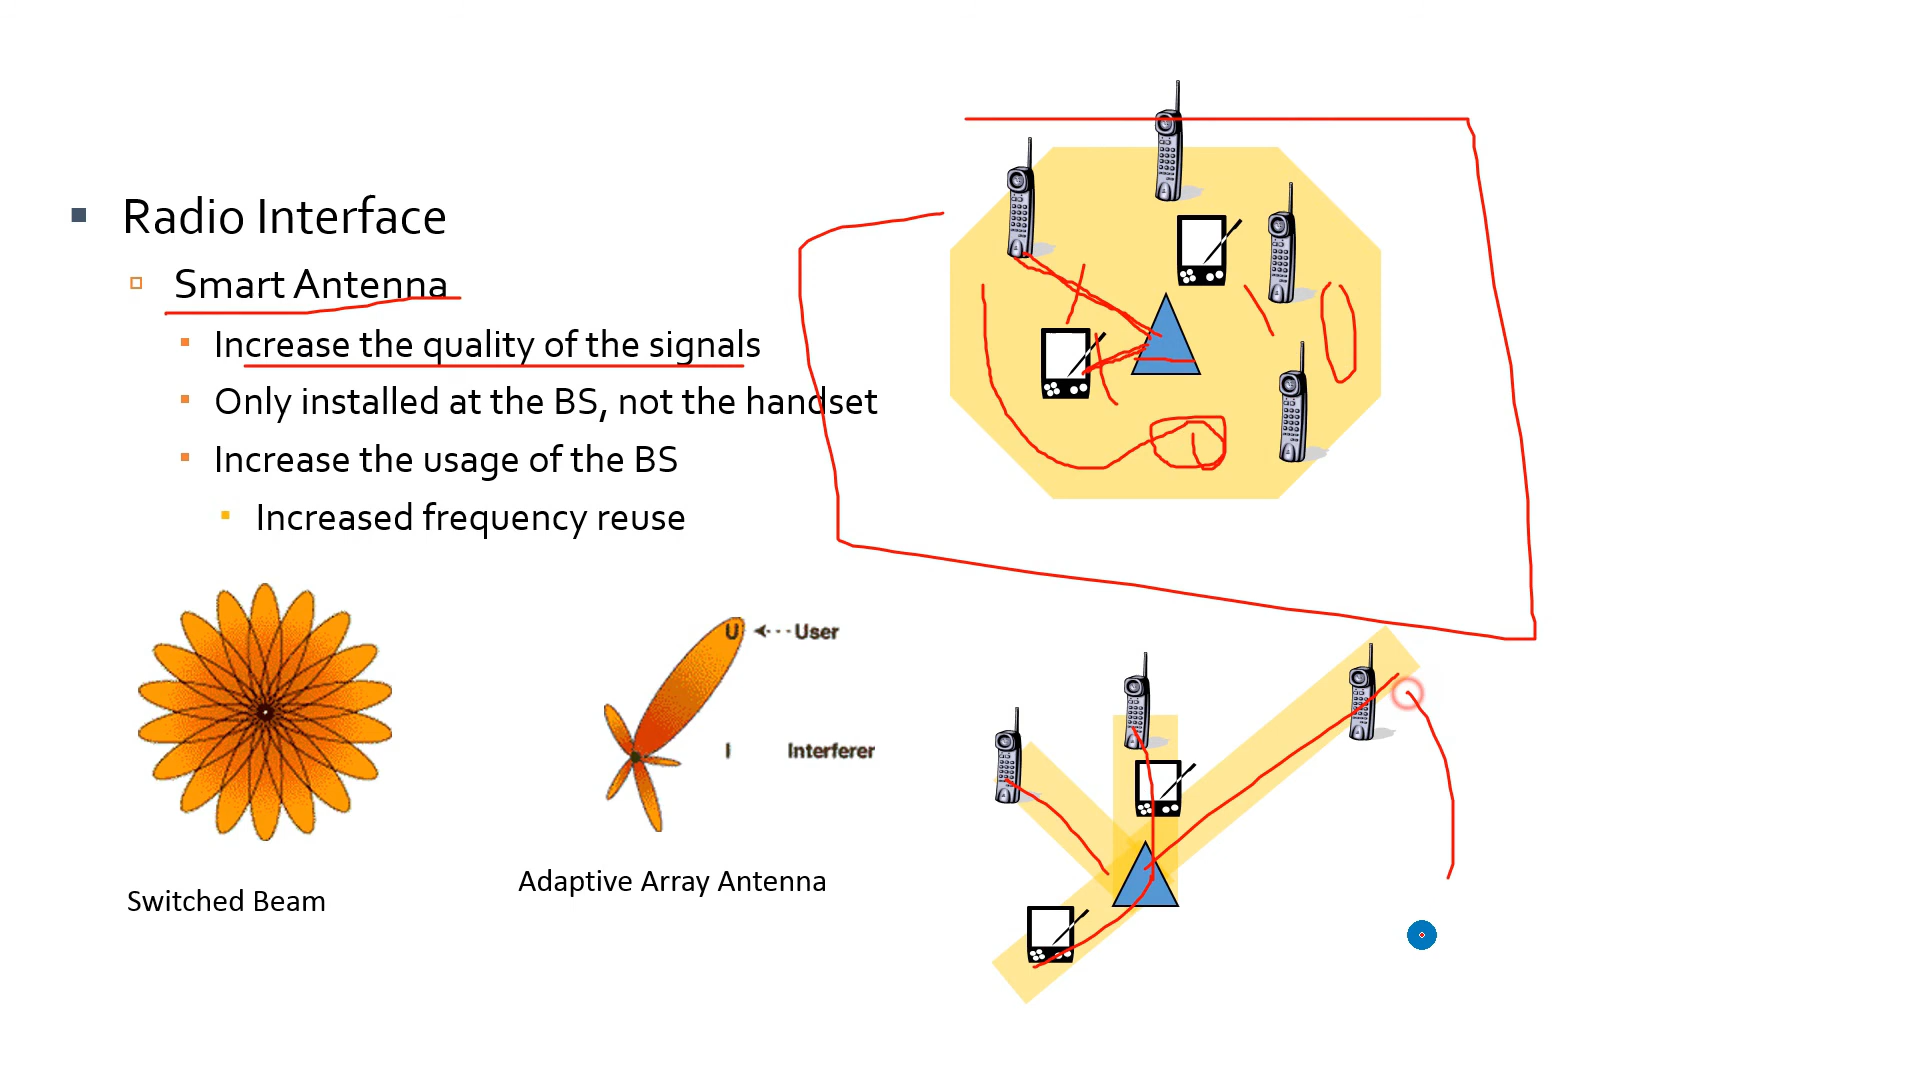 Radio Interface
Smart Antenna
Increase the quality of the signals
Only installed at the BS, not the handset
Increase the usage of the BS
Increased frequency reuse
U User
I Interferer
Switched Beam
Adaptive Array Antenna